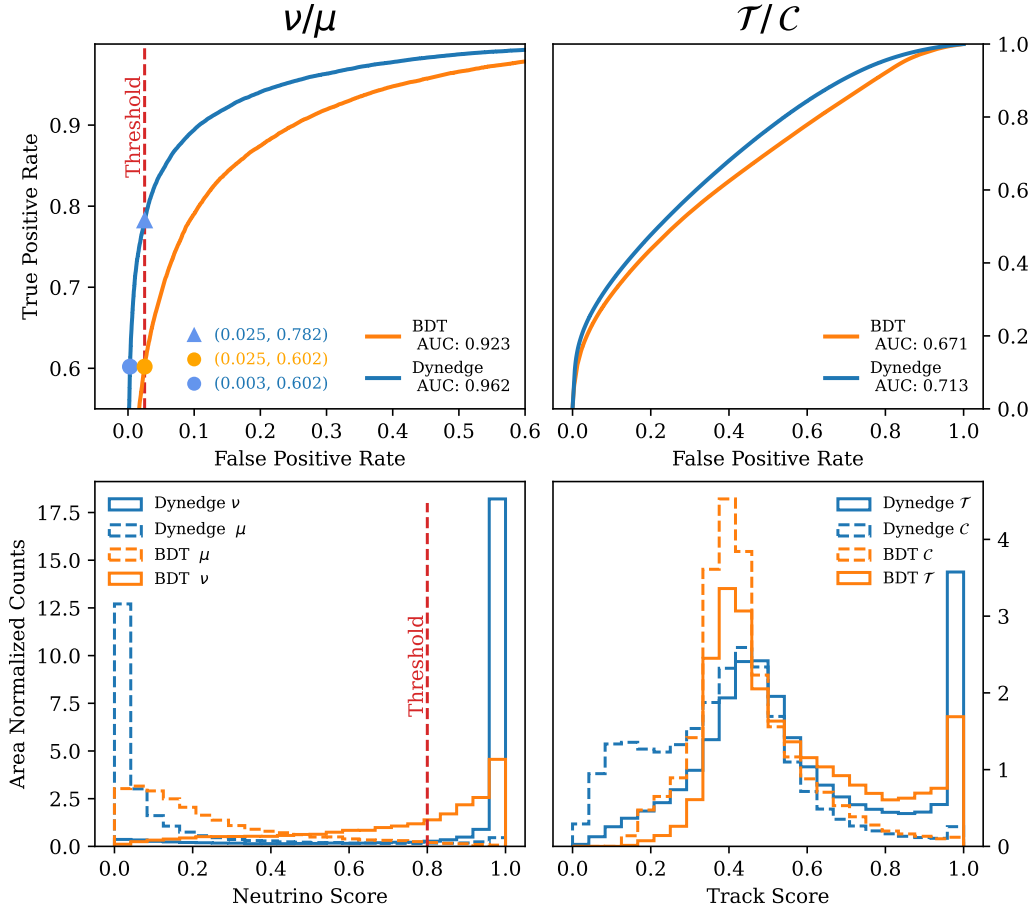 ν/μ
𝒯/𝒞
True Positive Rate
0.9
0.8
0.7
0.6
Threshold
(0.025, 0.782)
(0.025, 0.602)
(0.003, 0.602)
BDT
AUC: 0.923
Dynedge
AUC: 0.962
0.0 0.1 0.2 0.3 0.4 0.5 0.6
False Positive Rate
BDT
AUC: 0.671
Dynedge
AUC: 0.713
1.0
0.8
0.6
0.4
0.2
0.0
0.0 0.2 0.4 0.6 0.8 1.0
False Positive Rate
Area Normalized Counts
17.5
15.0
12.5
10.0
7.5
5.0
2.5
0.0
Dynedge ν
Dynedge μ
BDT μ
BDT ν
Threshold
0.0 0.2 0.4 0.6 0.8 1.0
Neutrino Score
Dynedge 𝒯
Dynedge 𝒞
BDT 𝒞
BDT 𝒯
4
3
2
1
0
0.0 0.2 0.4 0.6 0.8 1.0
Track Score